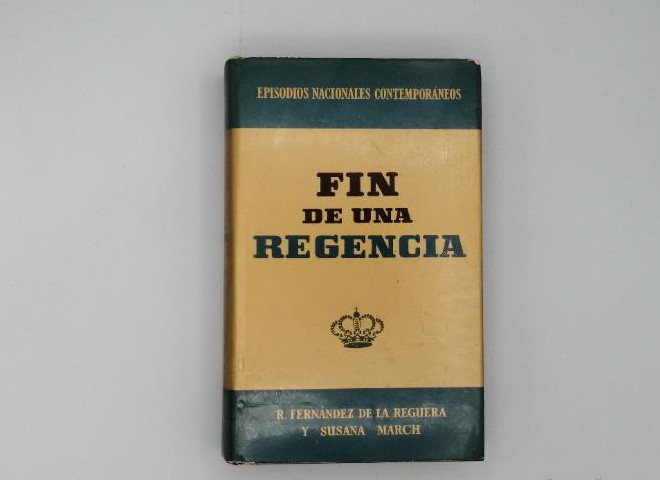 EPISODIOS NACIONALES CONTEMPORÁNEOS
FIN
DE UNA
REGENCIA
R. FERNÁNDEZ DE LA REGUERA
Y SUSANA MARCH